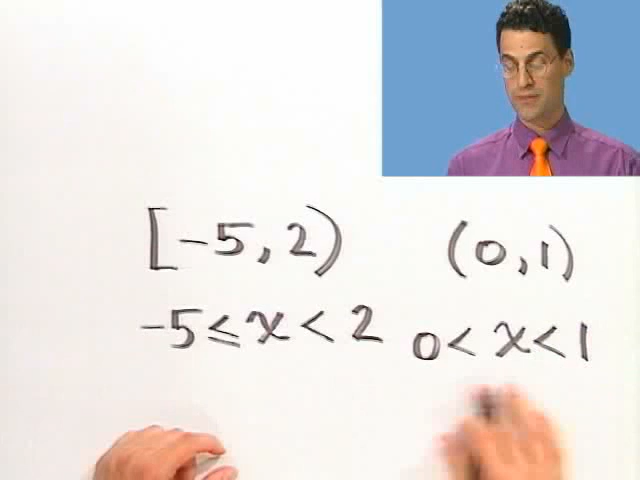 [-5, 2) (0, 1)
-5 ≤ x < 2 0 < x < 1